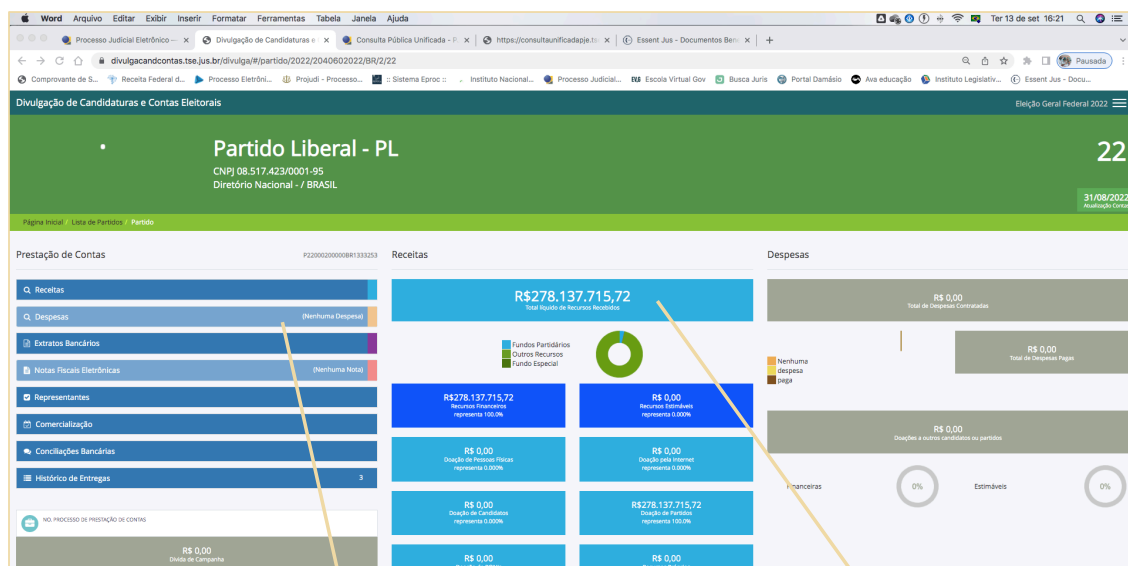 Word Arquivo Editar Exibir Inserir Formatar Ferramentas Tabela Janela Ajuda Ter 13 de set 16:21
Processo Judicial Eletrônico — Divulgação de Candidaturas e Consulta Pública Unificada - P https://consultaunificadapje.ts Essent Jus - Documentos Ben
divulgacandcontas.tse.jus.br/divulga/#/partido/2022/2040602022/BR/2/22 Pausada
Comprovante de S... Receita Federal d... Processo Eletrôni... Projudi - Processo... :: Sistema Eproc :: Instituto Nacional... Processo Judicial... Escola Virtual Gov Busca Juris Portal Damásio Ava educação Instituto Legislativ... Essent Jus - Docu...
Divulgação de Candidaturas e Contas Eleitorais Eleição Geral Federal 2022
Partido Liberal - PL
22
CNPJ 08.517.423/0001-95
Diretório Nacional - / BRASIL
31/08/2022
Atualização Contas
Página Inicial / Lista de Partidos / Partido
Prestação de Contas P22000200000BR1333253
Receitas
Despesas (Nenhuma Despesa)
Extratos Bancários
Notas Fiscais Eletrônicas (Nenhuma Nota)
Representantes
Comercialização
Conciliações Bancárias
Histórico de Entregas 3
NO. PROCESSO DE PRESTAÇÃO DE CONTAS
R$ 0,00
Dívida de Campanha
Receitas
R$278.137.715,72
Total líquido de Recursos Recebidos
Fundos Partidários
Outros Recursos
Fundo Especial
R$278.137.715,72
Recursos Financeiros
representa 100.0%
R$ 0,00
Recursos Estimáveis
representa 0.000%
R$ 0,00
Doação de Pessoas Físicas
representa 0.000%
R$ 0,00
Doação pela Internet
representa 0.000%
R$ 0,00
Doação de Candidatos
representa 0.000%
R$278.137.715,72
Doação de Partidos
representa 100.0%
R$ 0,00
R$ 0,00
Despesas
R$ 0,00
Total de Despesas Contratadas
Nenhuma
despesa
paga
R$ 0,00
Total de Despesas Pagas
R$ 0,00
Doações a outros candidatos ou partidos
Financeiras 0% Estimáveis 0%